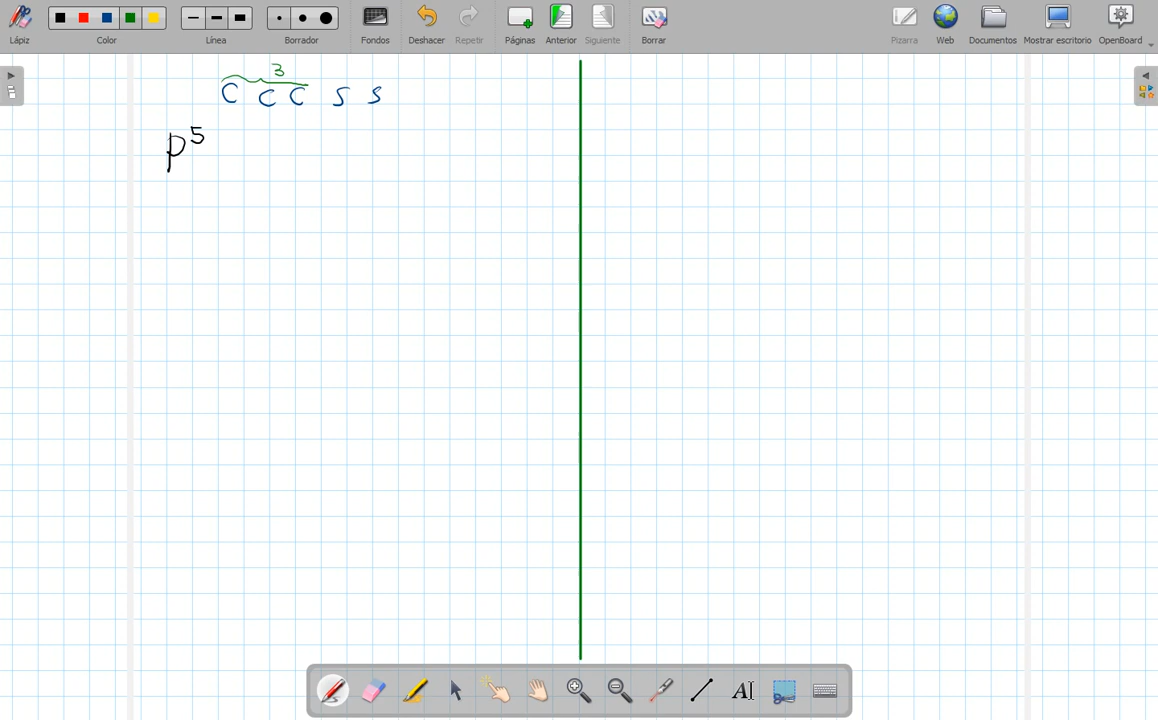 Lápiz Color Línea Borrador Fondos Deshacer Repetir Páginas Anterior Siguiente Borrar Pizarra Web Documentos Mostrar escritorio OpenBoard
3
C C C S S
P⁵